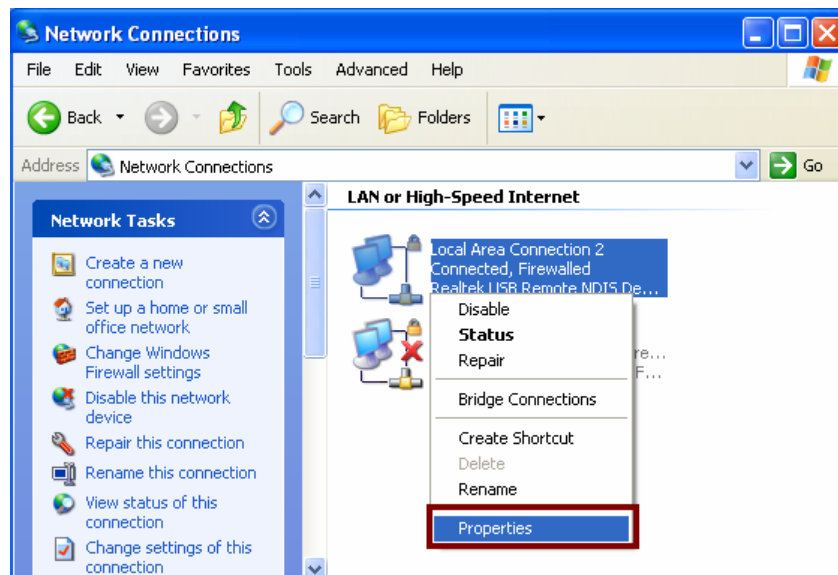 Network Connections
File Edit View Favorites Tools Advanced Help
Back Search Folders
Address Network Connections Go
Network Tasks
Create a new
connection
Set up a home or small
office network
Change Windows
Firewall settings
Disable this network
device
Repair this connection
Rename this connection
View status of this
connection
Change settings of this
connection
LAN or High-Speed Internet
Local Area Connection 2
Connected, Firewalled
Realtek USB Remote NDIS De...
Disable
Status
Repair
Bridge Connections
Create Shortcut
Delete
Rename
Properties